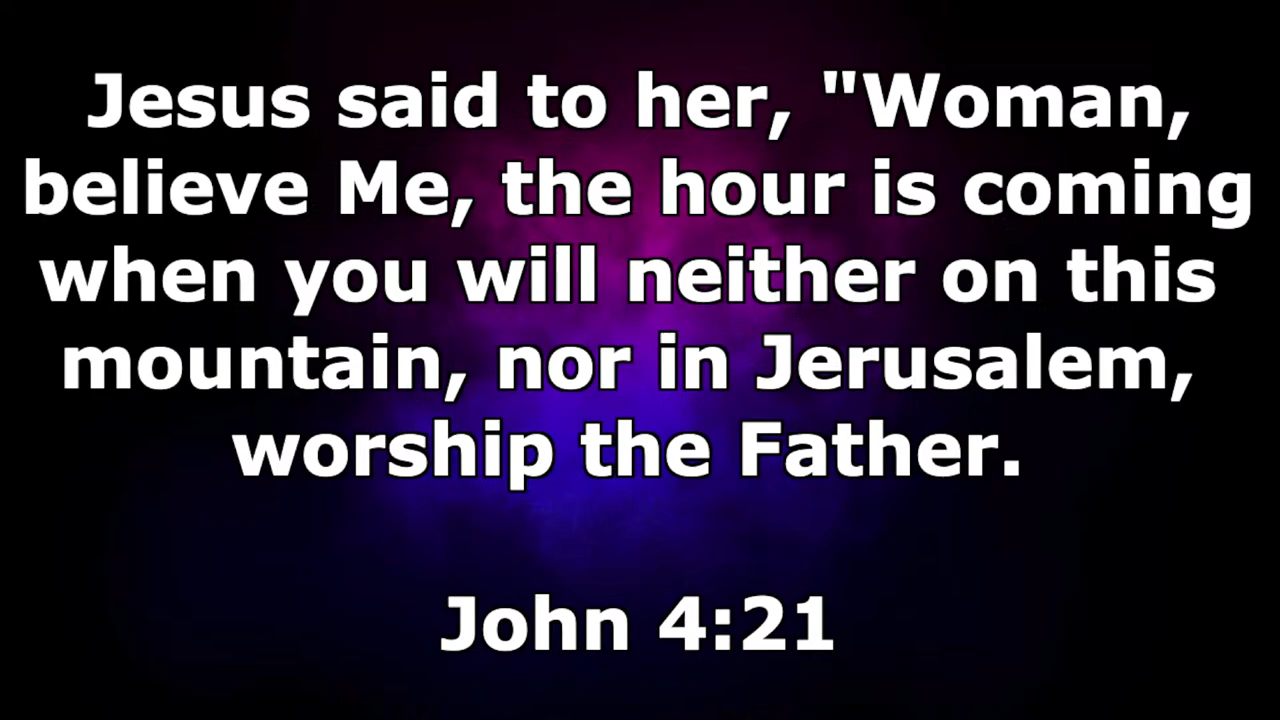 Jesus said to her, "Woman,
believe Me, the hour is coming
when you will neither on this
mountain, nor in Jerusalem,
worship the Father.
John 4:21